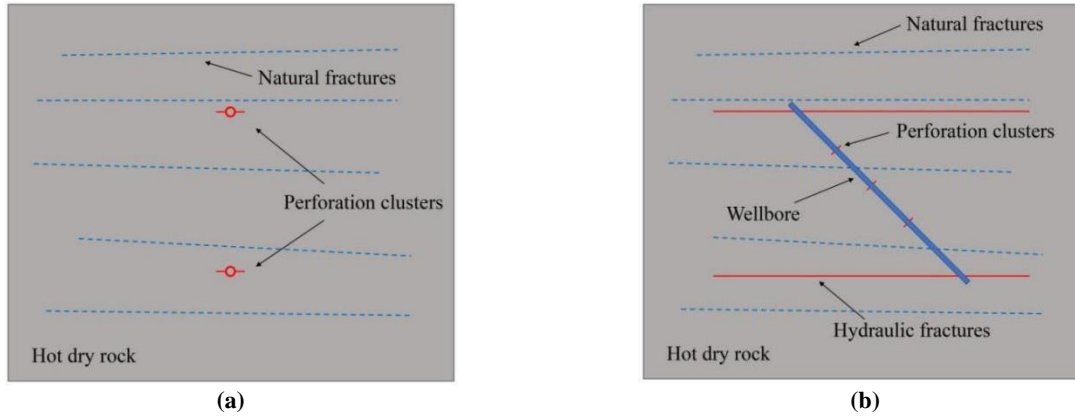 Natural fractures
Perforation clusters
Hot dry rock
(a)
Natural fractures
Perforation clusters
Wellbore
Hydraulic fractures
Hot dry rock
(b)